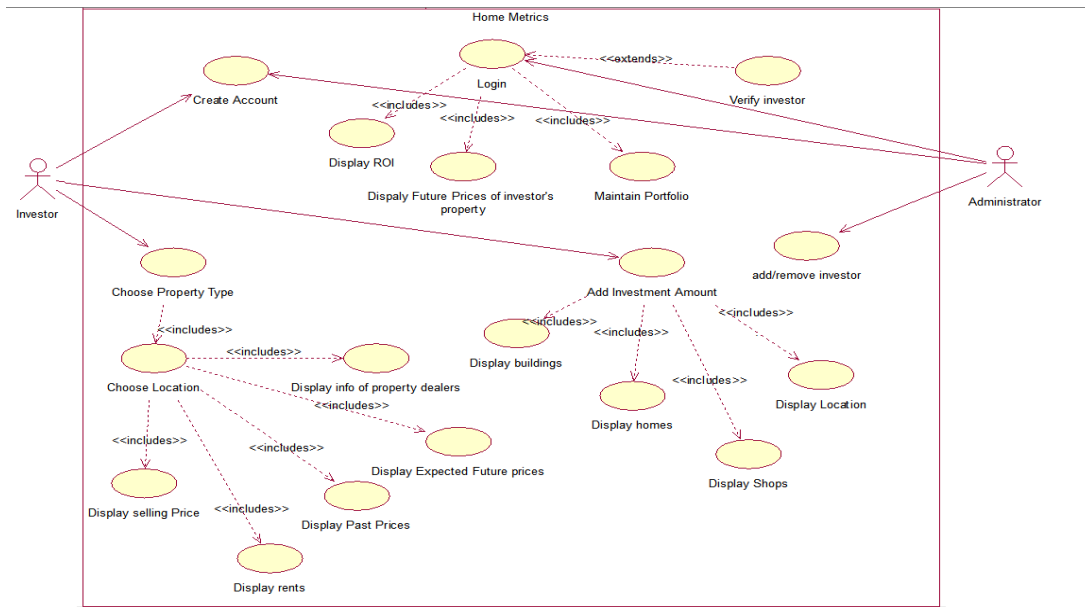 Home Metrics
<<extends>>
Login
Create Account
Verify investor
<<includes>>
<<includes>>
<<includes>>
Display ROI
Dispaly Future Prices of investor's
property
Maintain Portfolio
Investor
Administrator
add/remove investor
Choose Property Type
Add Investment Amount
<<includes>>
<<includes>>
<<includes>>
<<includes>>
<<includes>>
Display buildings
<<includes>>
Choose Location
Display info of property dealers
Display homes
Display Location
<<includes>>
<<includes>>
<<includes>>
Display Expected Future prices
Display Shops
Display selling Price
<<includes>>
Display Past Prices
Display rents